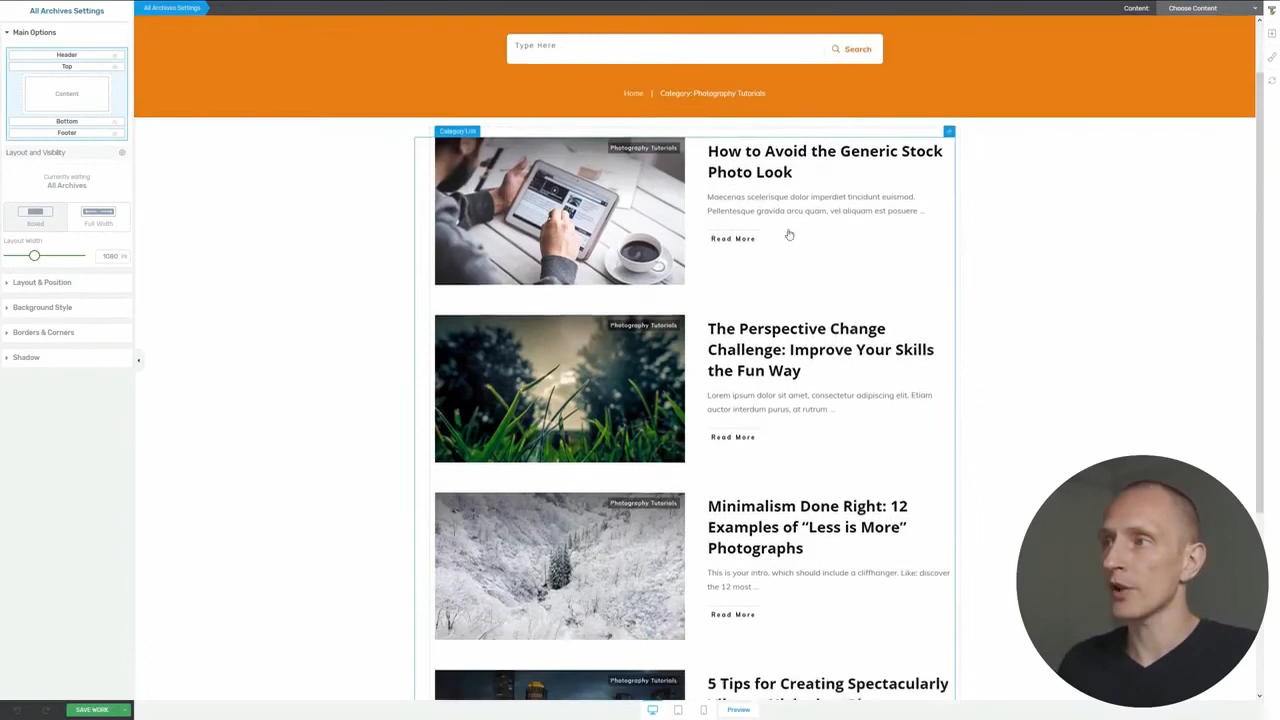 All Archives Settings
All Archives Settings
Content:
Choose Content
Main Options
Header
Top
Content
Bottom
Footer
Layout and Visibility
Currently editing
All Archives
Boxed
Full Width
Layout Width
1080 PX
Layout & Position
Background Style
Borders & Corners
Shadow
SAVE WORK
Type Here
Search
Home | Category: Photography Tutorials
Category List
Photography Tutorials
How to Avoid the Generic Stock
Photo Look
Maecenas scelerisque dolor imperdiet tincidunt euismod.
Pellentesque gravida arcu quam, vel aliquam est posuere ...
Read More
Photography Tutorials
The Perspective Change
Challenge: Improve Your Skills
the Fun Way
Lorem ipsum dolor sit amet, consectetur adipiscing elit. Etiam
auctor interdum purus, at rutrum ...
Read More
Photography Tutorials
Minimalism Done Right: 12
Examples of “Less is More”
Photographs
This is your intro, which should include a cliffhanger. Like: discover
the 12 most ...
Read More
Photography Tutorials
5 Tips for Creating Spectacularly
Preview